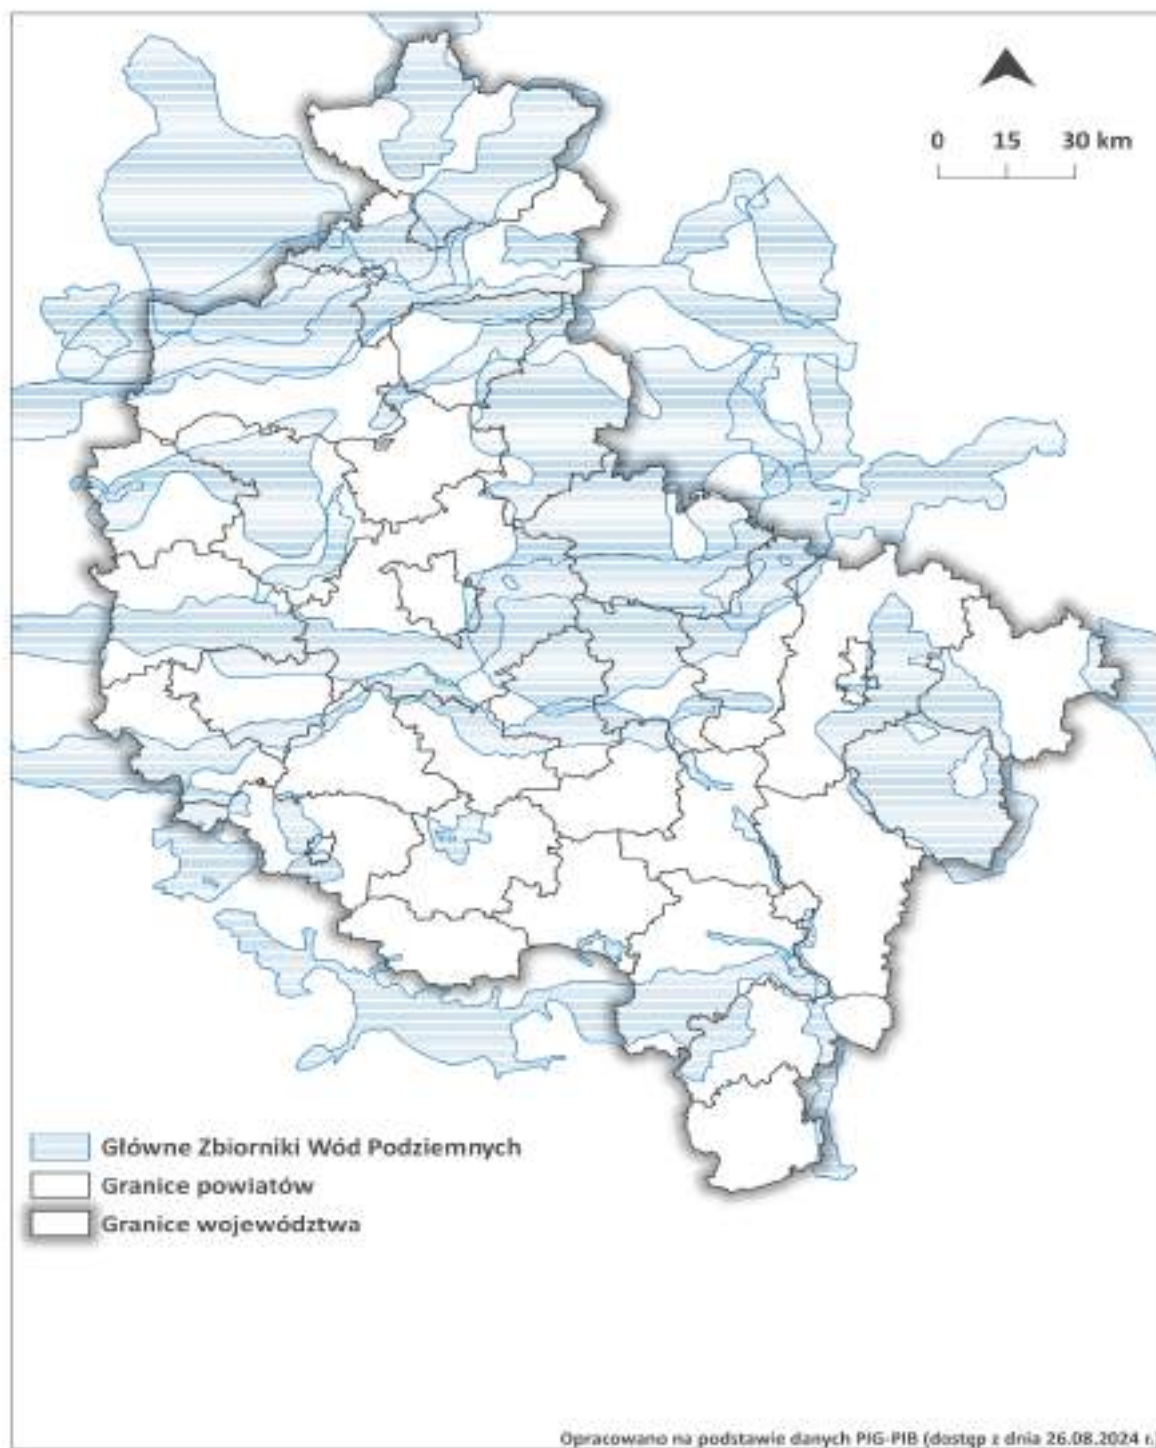 0 15 30 km
Główne Zbiorniki Wód Podziemnych
Granice powiatów
Granice województwa
Opracowano na podstawie danych PIG-PIB (dostęp z dnia 26.08.2024 r.)